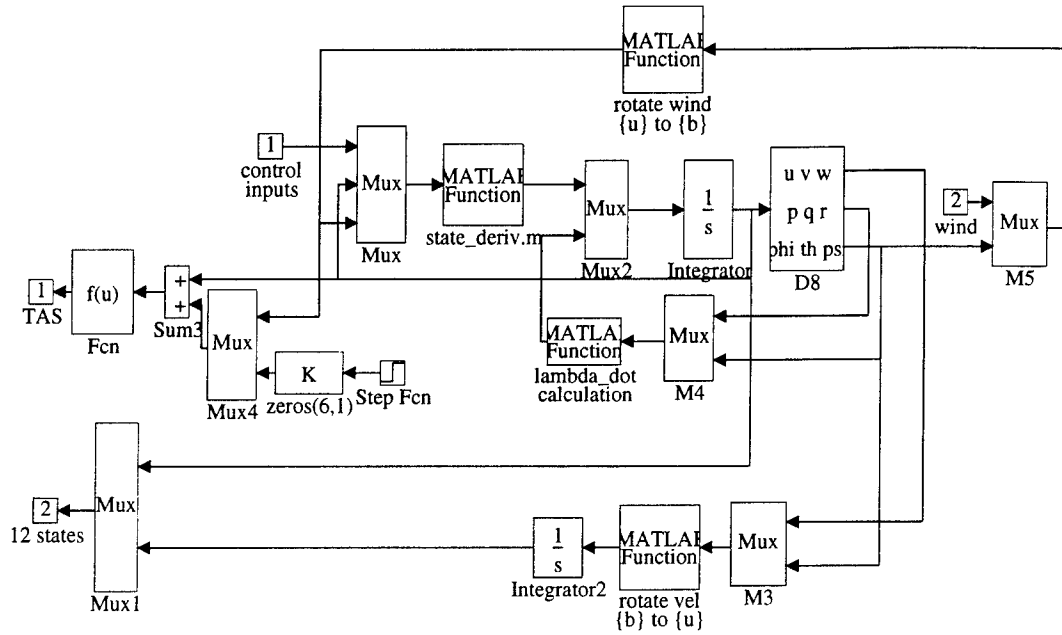 MATLAB
Function
rotate wind
{u} to {b}
1
control
inputs
Mux
Mux
MATLAB
Function
state_deriv.m
Mux
Mux2
1
s
Integrator
u v w
p q r
phi th ps
D8
2
wind
Mux
M5
1
TAS
f(u)
Fcn
+
+
Sum3
Mux
Mux4
K
zeros(6,1)
Step Fcn
MATLA
Function
lambda_dot
calculation
Mux
M4
2
12 states
Mux
Mux1
1
s
Integrator2
MATLAB
Function
rotate vel
{b} to {u}
Mux
M3